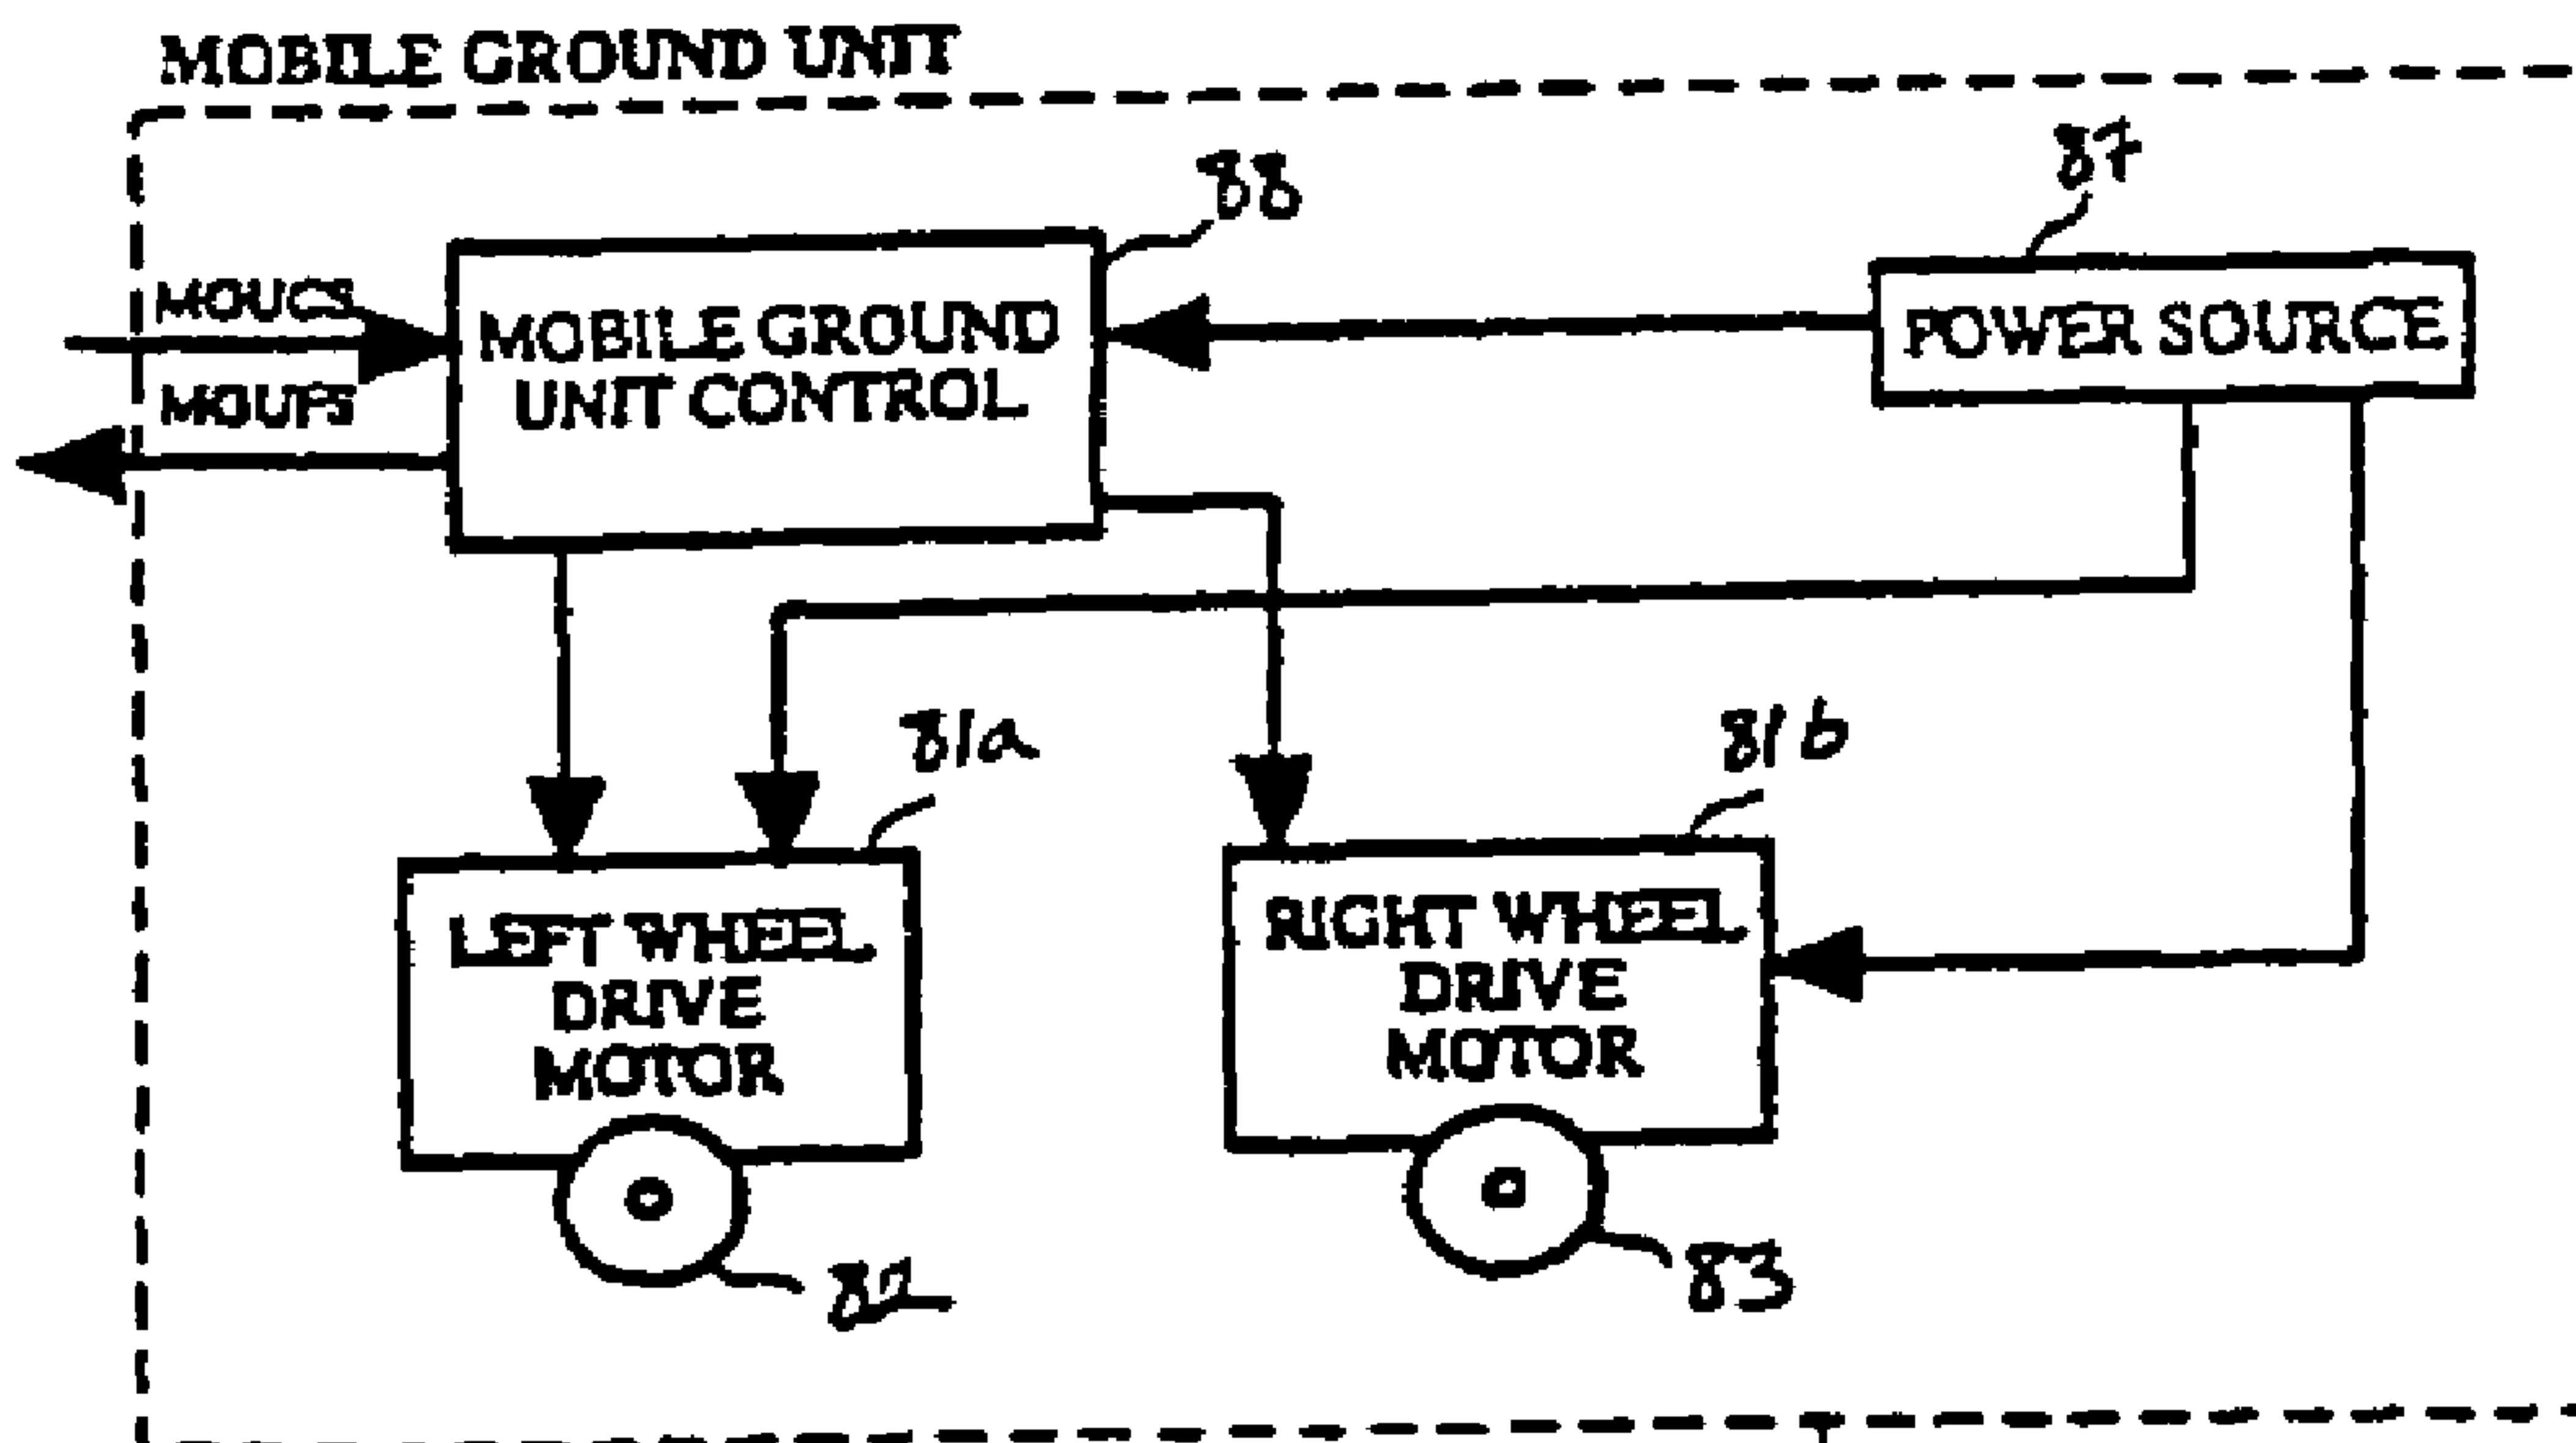 MOBILE GROUND UNIT
88
87
MOUCS
MOUFS
MOBILE GROUND
UNIT CONTROL
POWER SOURCE
81a
81b
LEFT WHEEL
DRIVE
MOTOR
RIGHT WHEEL
DRIVE
MOTOR
82
83